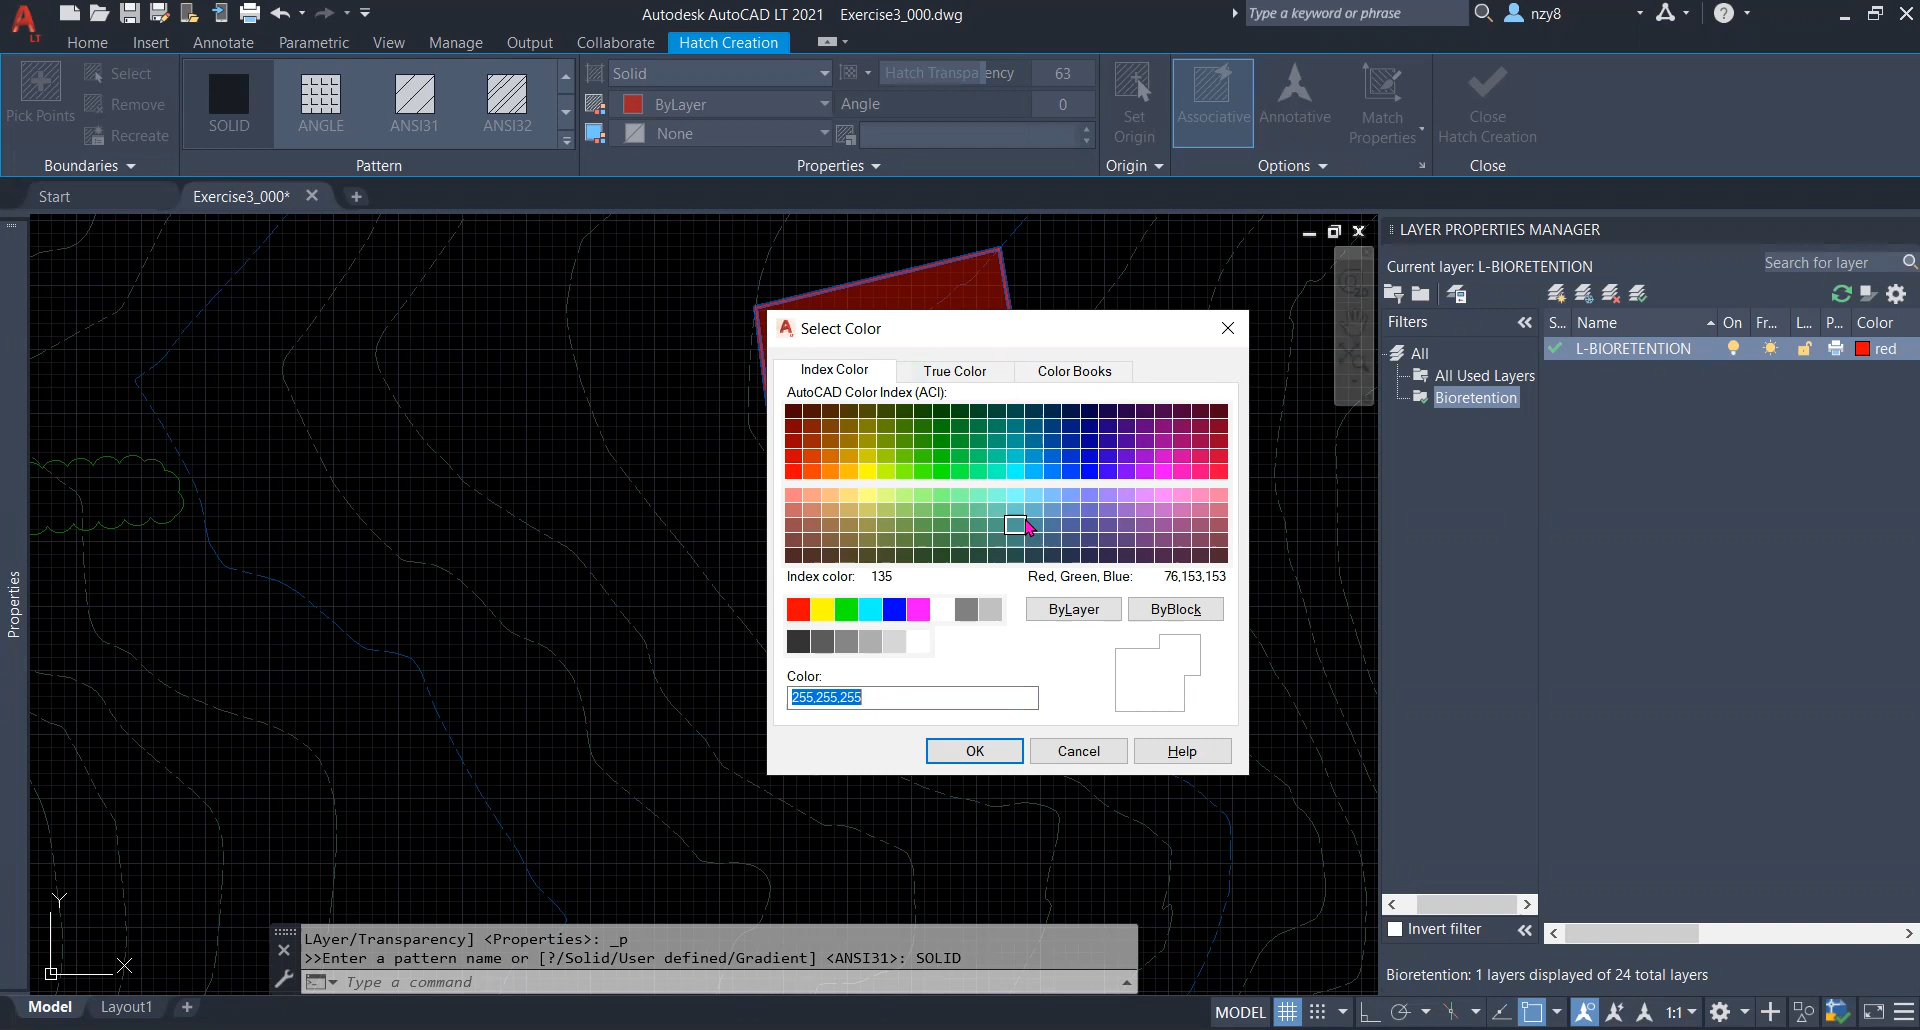 Autodesk AutoCAD LT 2021 Exercise3_000.dwg
Type a keyword or phrase
nzy8
LT
Home Insert Annotate Parametric View Manage Output Collaborate Hatch Creation
Pick Points
Select
Remove
Recreate
Boundaries
SOLID ANGLE ANSI31 ANSI32
Pattern
Solid
ByLayer
None
Hatch Transparency 63
Angle 0
Properties
Set
Origin
Origin
Associative
Annotative
Match
Properties
Options
Close
Hatch Creation
Close
Start Exercise3_000*
Properties
Select Color
Index Color True Color Color Books
AutoCAD Color Index (ACI):
Index color: 135 Red, Green, Blue: 76,153,153
ByLayer ByBlock
Color:
255,255,255
OK Cancel Help
LAYER PROPERTIES MANAGER
Current layer: L-BIORETENTION
Search for layer
Filters
All
All Used Layers
Bioretention
S... Name On Fr... L... P... Color
L-BIORETENTION red
Invert filter
Bioretention: 1 layers displayed of 24 total layers
Y
X
LAyer/Transparency] <Properties>: _p
>>Enter a pattern name or [?/Solid/User defined/Gradient] <ANSI31>: SOLID
Type a command
Model Layout1
MODEL 1:1